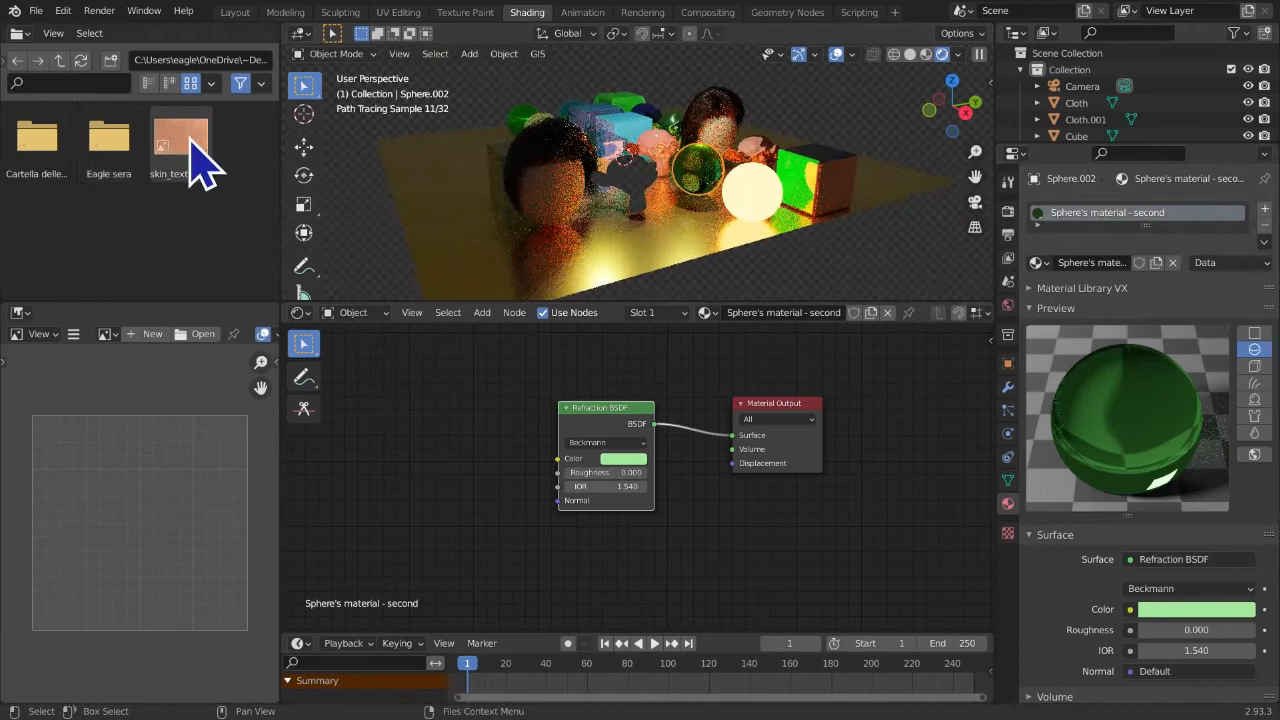 File Edit Render Window Help Layout Modeling Sculpting UV Editing Texture Paint Shading Animation Rendering Compositing Geometry Nodes Scripting + Scene View Layer
View Select
Global Options
C:\Users\eagle\OneDrive\~De...
Object Mode View Select Add Object GIS
Scene Collection
Collection
Camera
Cloth
Cloth.001
Cube
User Perspective
(1) Collection | Sphere.002
Path Tracing Sample 11/32
X
Y
Z
Cartella delle...
Eagle sera
skin_text
Sphere.002 Sphere's material - seco...
Sphere's material - second
Sphere's mate... Data
Material Library VX
Preview
View New Open
Object View Select Add Node Use Nodes Slot 1 Sphere's material - second
Refraction BSDF
BSDF
Beckmann
Color
Roughness 0.000
IOR 1.540
Normal
Material Output
All
Surface
Volume
Displacement
Sphere's material - second
Surface
Surface Refraction BSDF
Beckmann
Color
Roughness 0.000
IOR 1.540
Normal Default
Volume
Playback Keying View Marker 1 Start 1 End 250
1 20 40 60 80 100 120 140 160 180 200 220 240
Summary
Select Box Select Pan View Files Context Menu 2.93.3